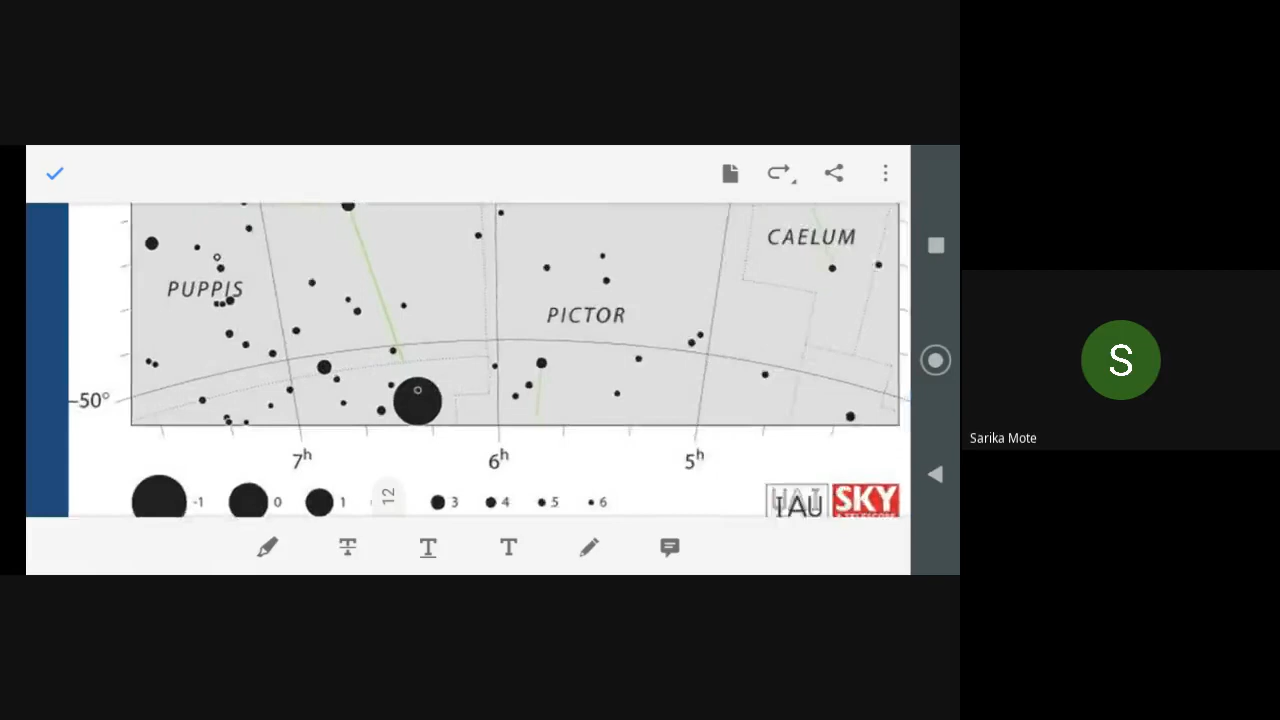 CAELUM
PUPPIS
PICTOR
-50°
7h
6h
5h
-1
0
1
12
3
4
5
6
IAU
SKY
S
Sarika Mote